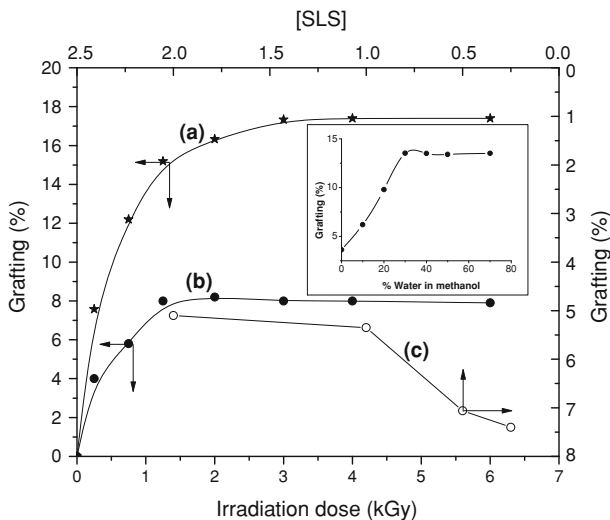 [SLS]
2.5 2.0 1.5 1.0 0.5 0.0
20 0
18
(a)
16 1
14 2
12
3
10
8 (b) 4
5
6
(c)
4 6
2 7
0 8
0 1 2 3 4 5 6 7
Grafting (%)
Grafting (%)
Irradiation dose (kGy)
15
10
5
Grafting (%)
0 20 40 60 80
% Water in methanol